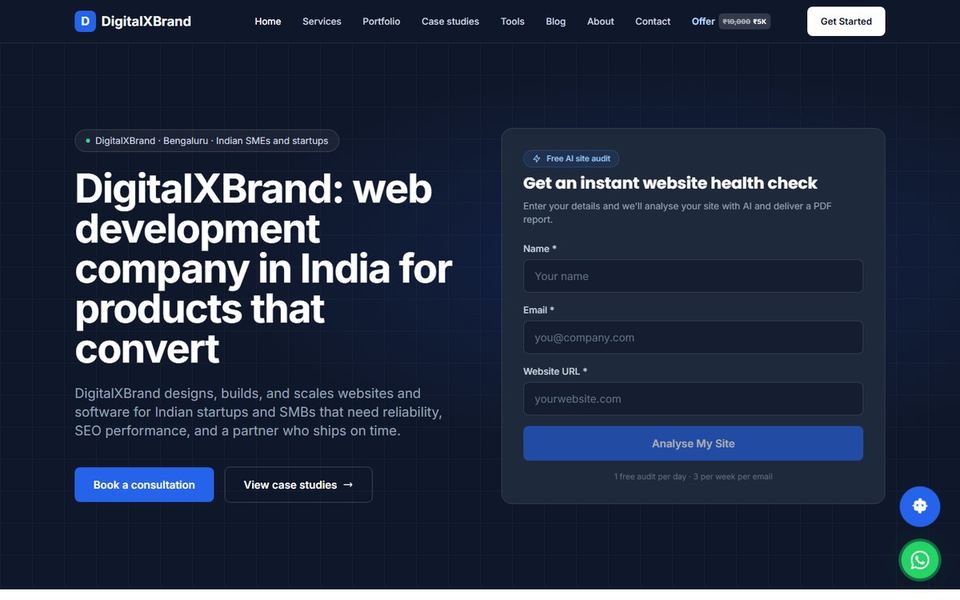 D DigitalXBrand
Home Services Portfolio Case studies Tools Blog About Contact Offer ₹10,000 ₹5K Get Started
DigitalXBrand · Bengaluru · Indian SMEs and startups
DigitalXBrand: web
development
company in India for
products that
convert
DigitalXBrand designs, builds, and scales websites and
software for Indian startups and SMBs that need reliability,
SEO performance, and a partner who ships on time.
Book a consultation
View case studies →
Free AI site audit
Get an instant website health check
Enter your details and we'll analyse your site with AI and deliver a PDF
report.
Name *
Your name
Email *
you@company.com
Website URL *
yourwebsite.com
Analyse My Site
1 free audit per day · 3 per week per email